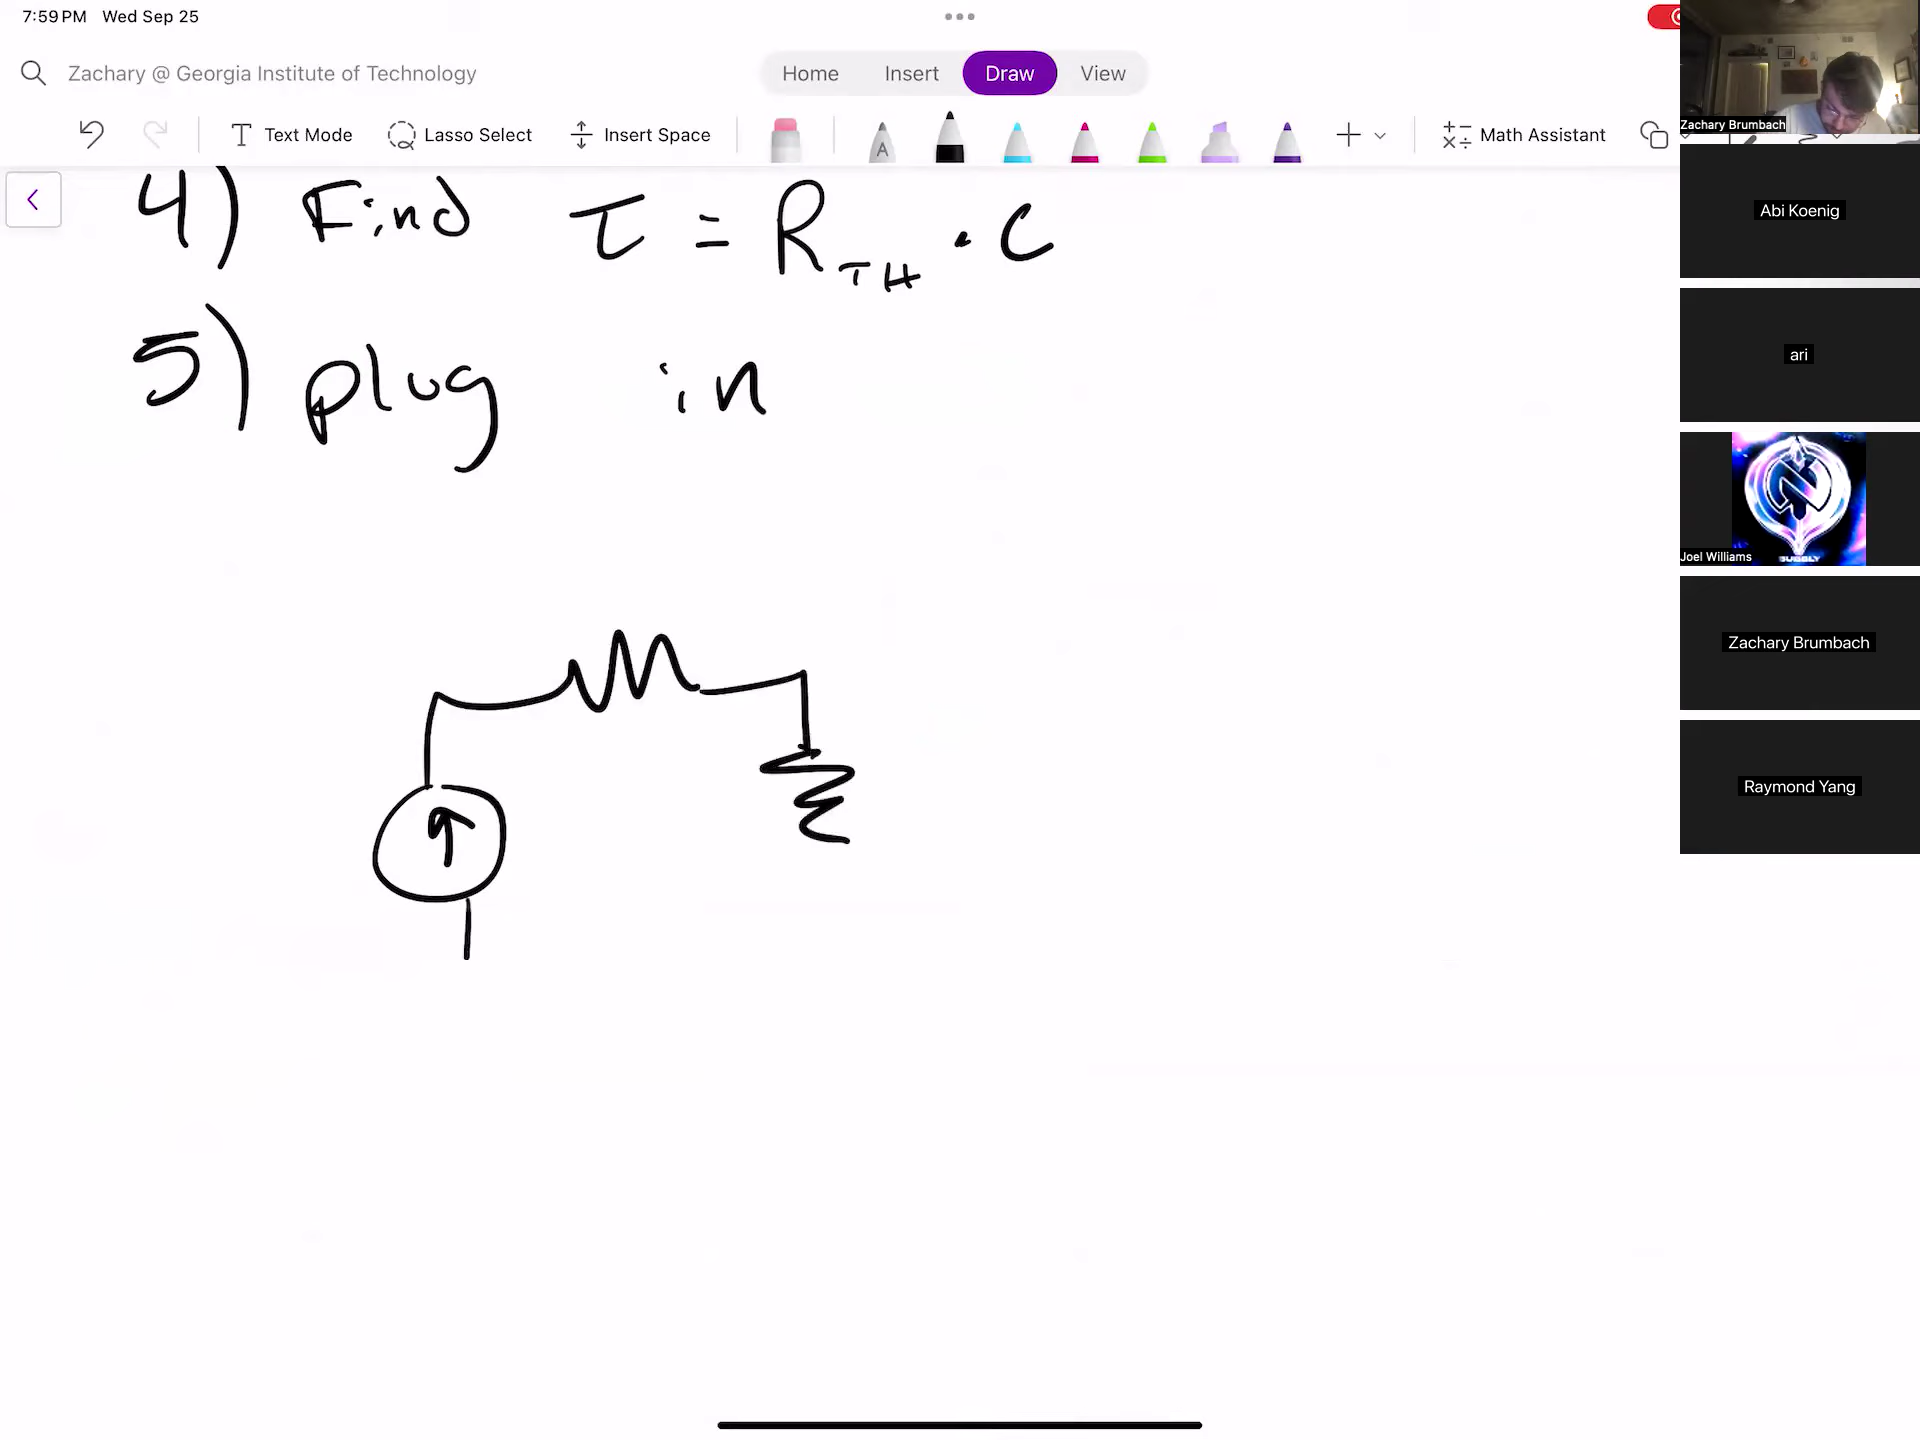 7:59 PM Wed Sep 25
Zachary @ Georgia Institute of Technology
Home Insert Draw View
Text Mode Lasso Select Insert Space A Math Assistant
4) Find τ = R_TH · C
5) plug in
Zachary Brumbach
Abi Koenig
ari
Joel Williams
Zachary Brumbach
Raymond Yang